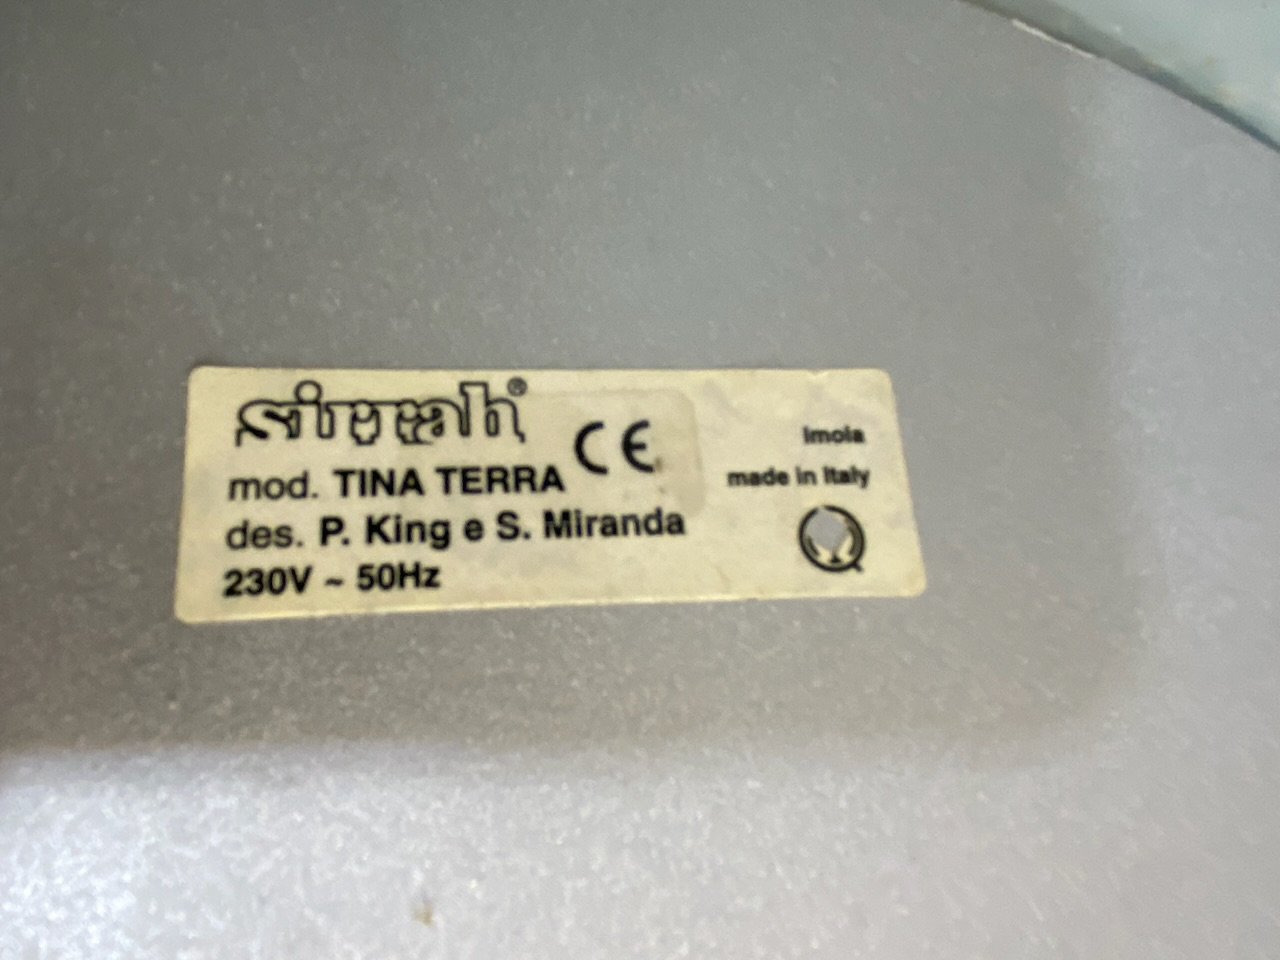 sirrah®
mod. TINA TERRA
des. P. King e S. Miranda
230V ~ 50Hz
CE
Imola
made in Italy